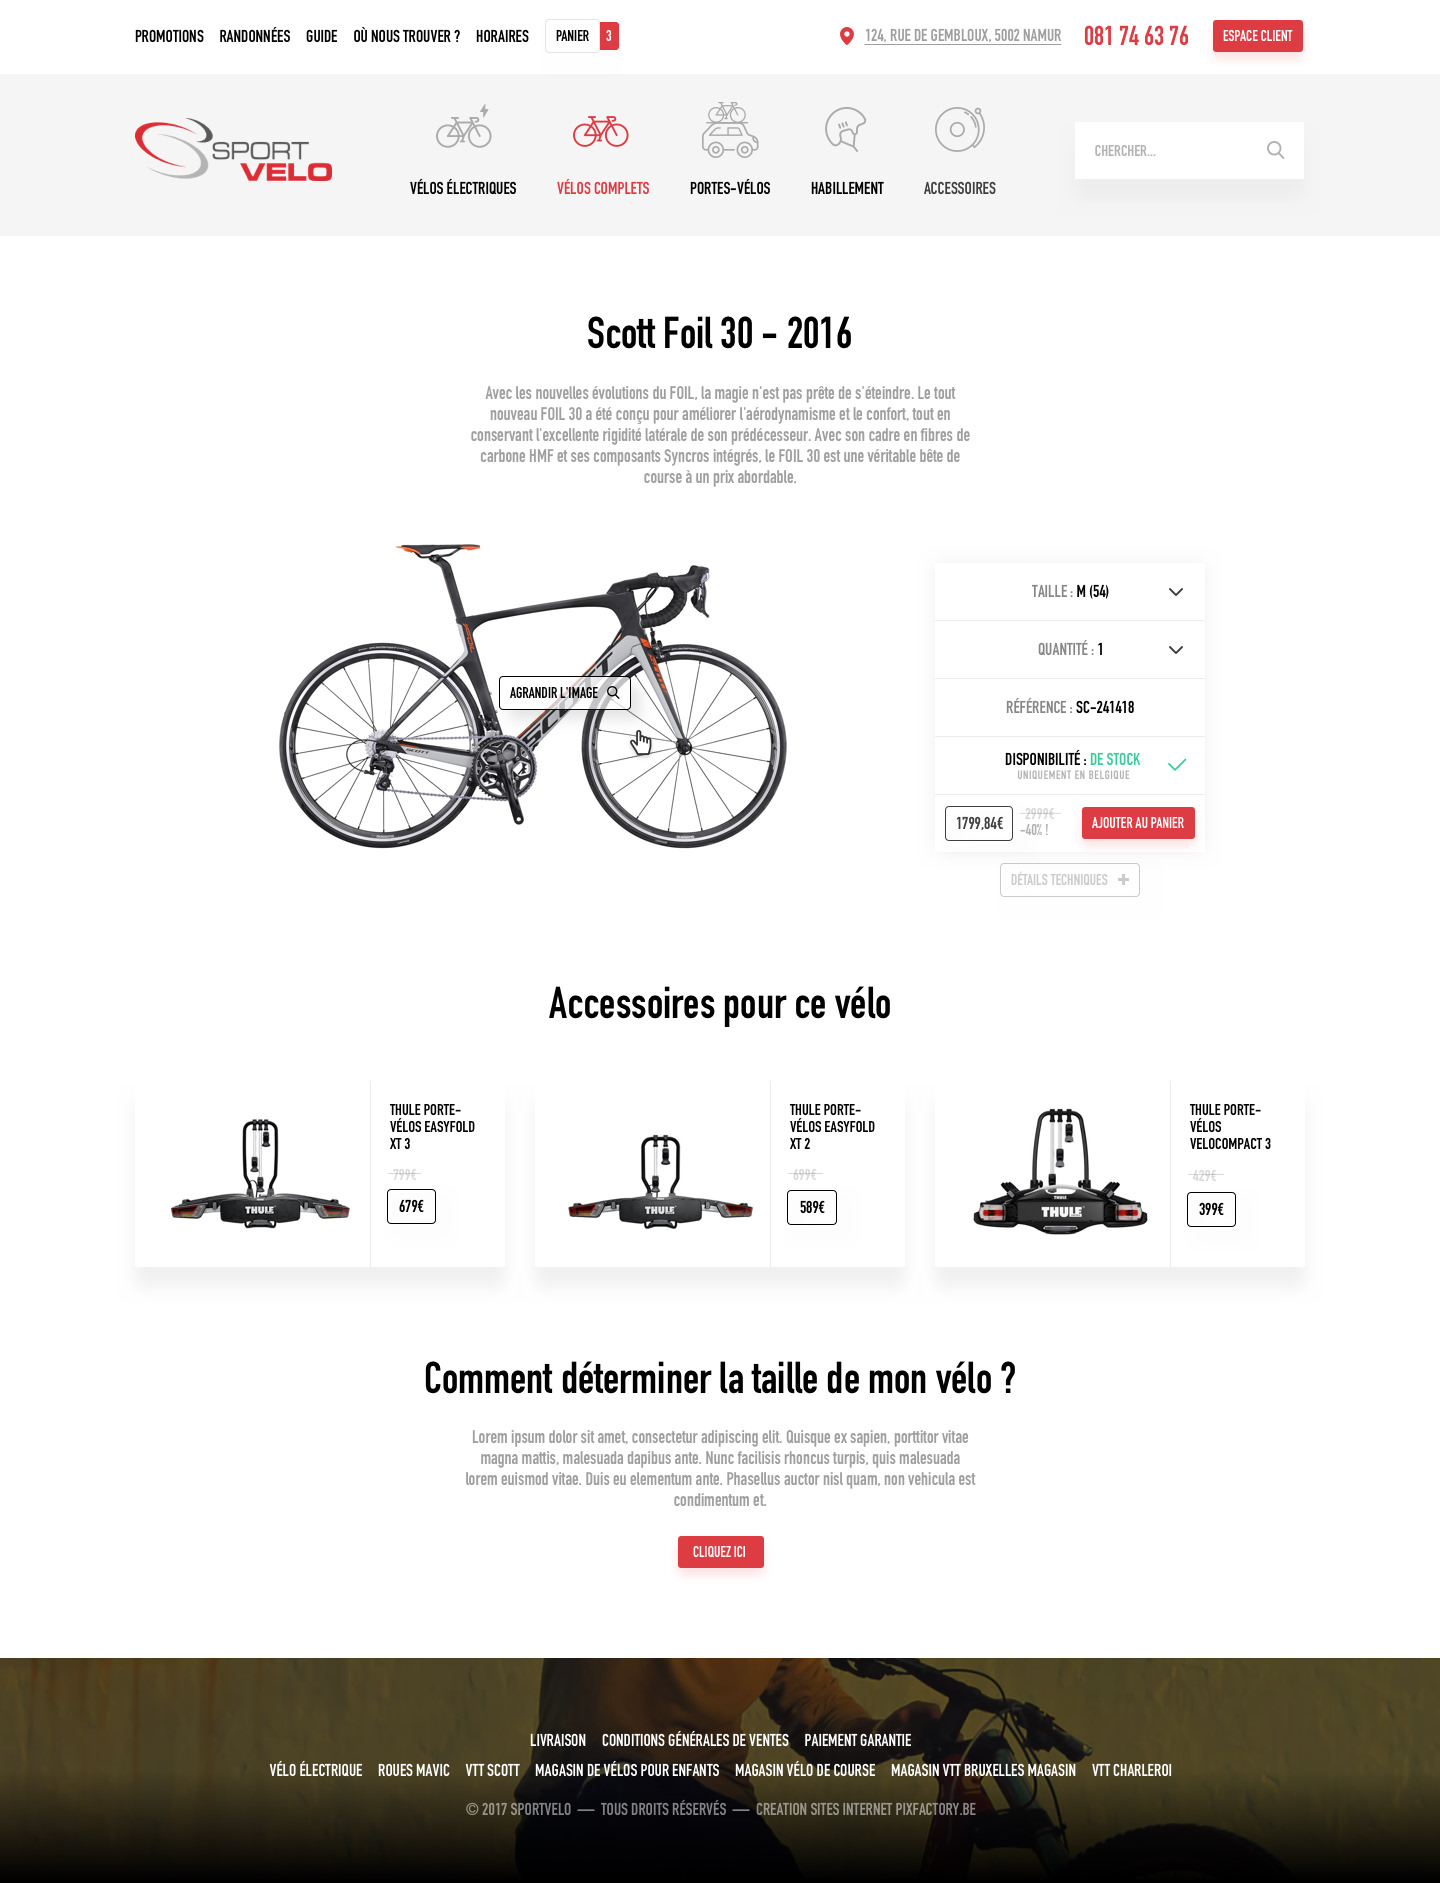 PROMOTIONS RANDONNÉES GUIDE OÙ NOUS TROUVER ? HORAIRES PANIER 3
124, RUE DE GEMBLOUX, 5002 NAMUR 081 74 63 76 ESPACE CLIENT
SPORT
VELO
VÉLOS ÉLECTRIQUES VÉLOS COMPLETS PORTES-VÉLOS HABILLEMENT ACCESSOIRES
CHERCHER...
Scott Foil 30 - 2016
Avec les nouvelles évolutions du FOIL, la magie n'est pas prête de s'éteindre. Le tout
nouveau FOIL 30 a été conçu pour améliorer l'aérodynamisme et le confort, tout en
conservant l'excellente rigidité latérale de son prédécesseur. Avec son cadre en fibres de
carbone HMF et ses composants Syncros intégrés, le FOIL 30 est une véritable bête de
course à un prix abordable.
SCOTT
SCOTT
AGRANDIR L'IMAGE
TAILLE : M (54)
QUANTITÉ : 1
RÉFÉRENCE : SC-241418
DISPONIBILITÉ : DE STOCK
UNIQUEMENT EN BELGIQUE
1799,84€
2999€
-40% !
AJOUTER AU PANIER
DÉTAILS TECHNIQUES
Accessoires pour ce vélo
THULE
THULE PORTE-
VÉLOS EASYFOLD
XT 3
799€
679€
THULE
THULE PORTE-
VÉLOS EASYFOLD
XT 2
699€
589€
THULE
THULE
THULE PORTE-
VÉLOS
VELOCOMPACT 3
429€
399€
Comment déterminer la taille de mon vélo ?
Lorem ipsum dolor sit amet, consectetur adipiscing elit. Quisque ex sapien, porttitor vitae
magna mattis, malesuada dapibus ante. Nunc facilisis rhoncus turpis, quis malesuada
lorem euismod vitae. Duis eu elementum ante. Phasellus auctor nisl quam, non vehicula est
condimentum et.
CLIQUEZ ICI
LIVRAISON CONDITIONS GÉNÉRALES DE VENTES PAIEMENT GARANTIE
VÉLO ÉLECTRIQUE ROUES MAVIC VTT SCOTT MAGASIN DE VÉLOS POUR ENFANTS MAGASIN VÉLO DE COURSE MAGASIN VTT BRUXELLES MAGASIN VTT CHARLEROI
© 2017 SPORTVELO — TOUS DROITS RÉSERVÉS — CREATION SITES INTERNET PIXFACTORY.BE